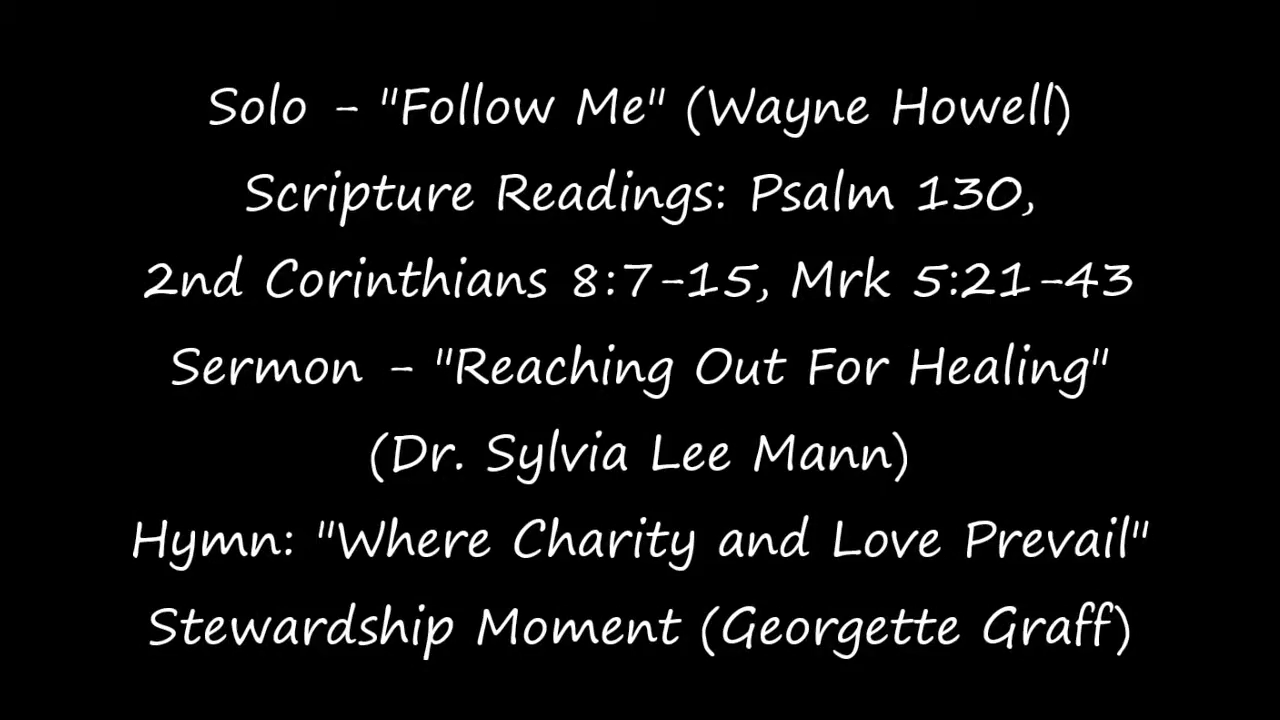 Solo - "Follow Me" (Wayne Howell)
Scripture Readings: Psalm 130,
2nd Corinthians 8:7-15, Mrk 5:21-43
Sermon - "Reaching Out For Healing"
(Dr. Sylvia Lee Mann)
Hymn: "Where Charity and Love Prevail"
Stewardship Moment (Georgette Graff)